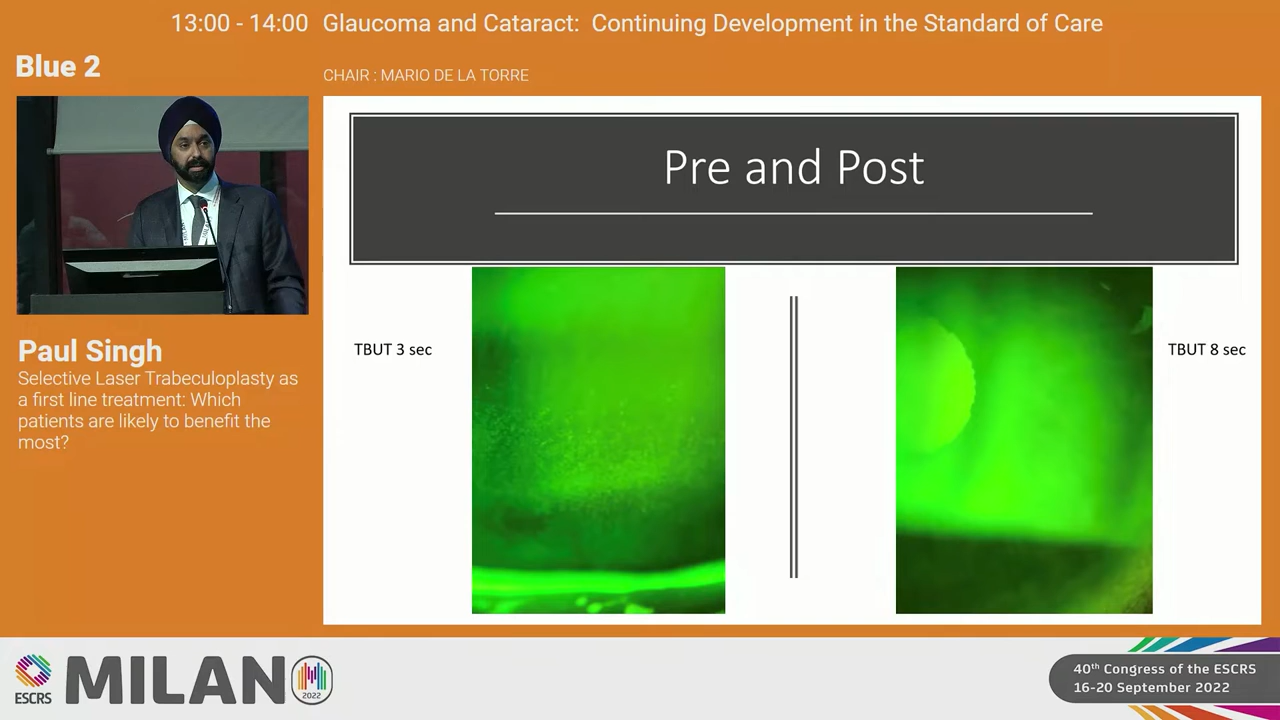 13:00 - 14:00 Glaucoma and Cataract: Continuing Development in the Standard of Care
Blue 2
CHAIR : MARIO DE LA TORRE
Pre and Post
TBUT 3 sec
TBUT 8 sec
Paul Singh
Selective Laser Trabeculoplasty as
a first line treatment: Which
patients are likely to benefit the
most?
ESCRS
MILANO
2022
40th Congress of the ESCRS
16-20 September 2022